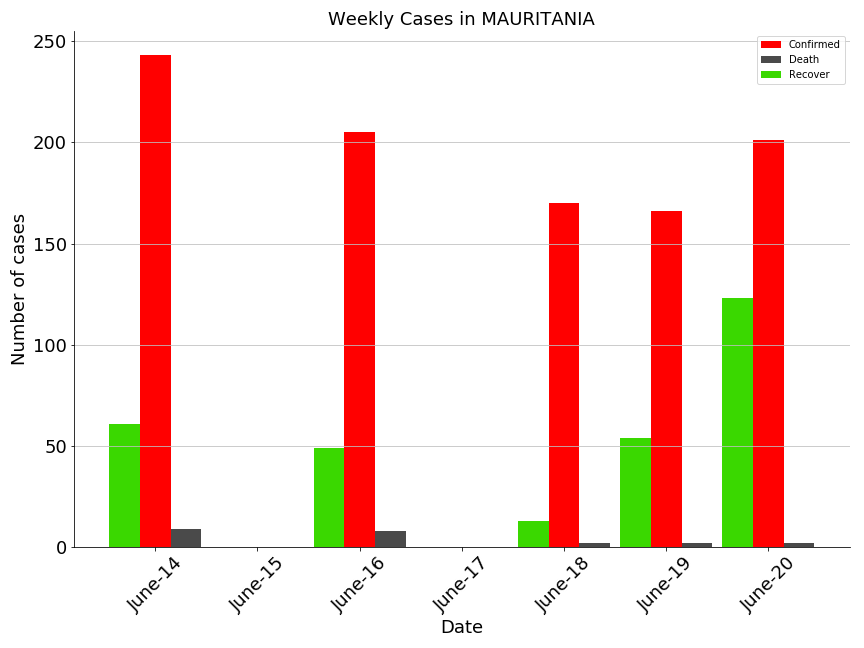 Weekly Cases in MAURITANIA
Confirmed
Death
Recover
Number of cases
250
200
150
100
50
0
June-14
June-15
June-16
June-17
June-18
June-19
June-20
Date